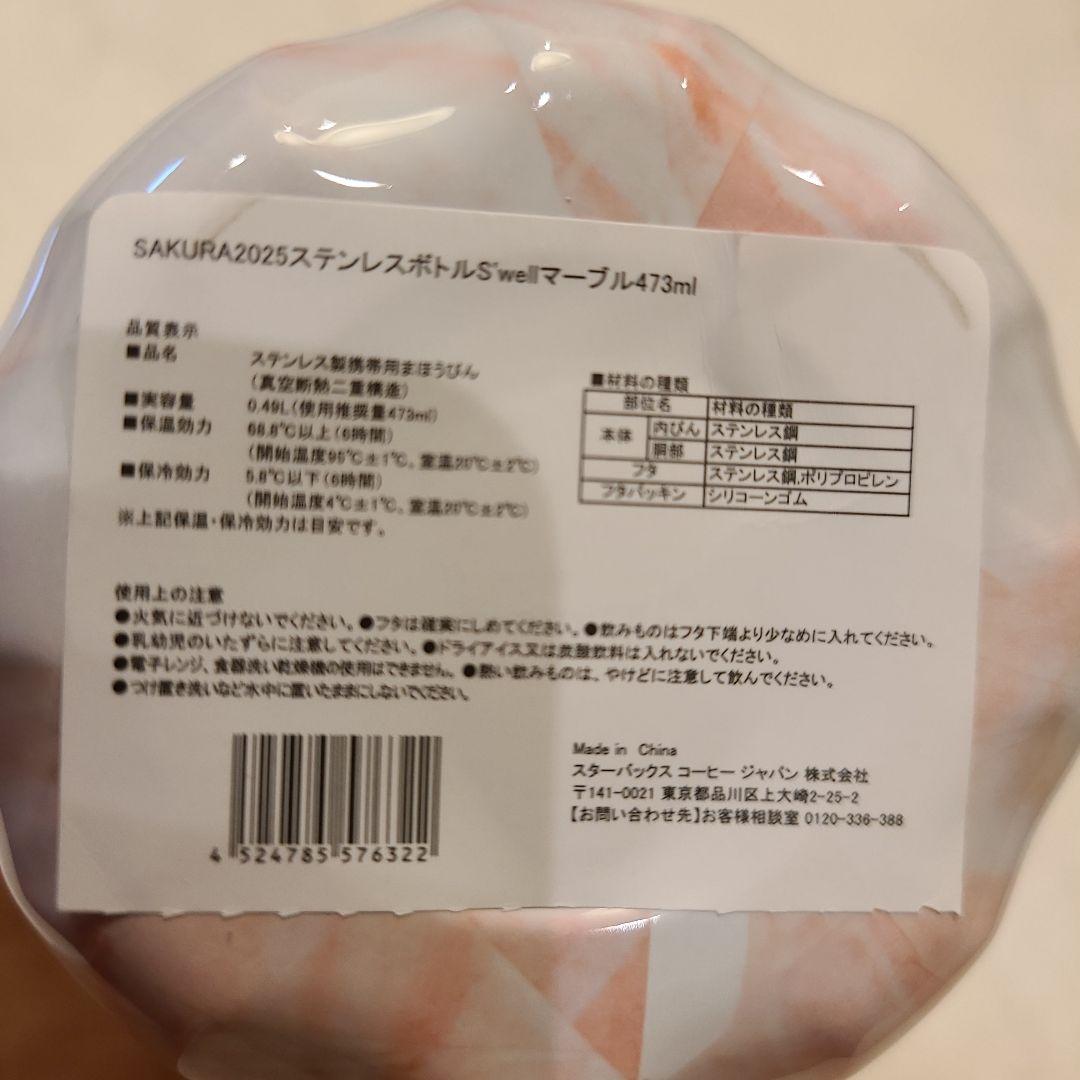 SAKURA2025ステンレスボトルS'wellマーブル473ml
品質表示
■品名 ステンレス製携帯用まほうびん
(真空断熱二重構造)
■実容量 0.49L(使用推奨量473ml)
■保温効力 68.8℃以上(6時間)
(開始温度95℃±1℃、室温20℃±2℃)
■保冷効力 5.8℃以下(6時間)
(開始温度4℃±1℃、室温20℃±2℃)
※上記保温・保冷効力は目安です。
■材料の種類
部位名 材料の種類
本体 内びん ステンレス鋼
胴部 ステンレス鋼
フタ ステンレス鋼,ポリプロピレン
フタパッキン シリコーンゴム
使用上の注意
●火気に近づけないでください。●フタは確実にしめてください。●飲みものはフタ下端より少なめに入れてください。
●乳幼児のいたずらに注意してください。●ドライアイス又は炭酸飲料は入れないでください。
●電子レンジ、食器洗い乾燥機の使用はできません。●熱い飲みものは、やけどに注意して飲んでください。
●つけ置き洗いなど水中に置いたままにしないでください。
4 524785 576322
Made in China
スターバックス コーヒー ジャパン 株式会社
〒141-0021 東京都品川区上大崎2-25-2
【お問い合わせ先】お客様相談室 0120-336-388